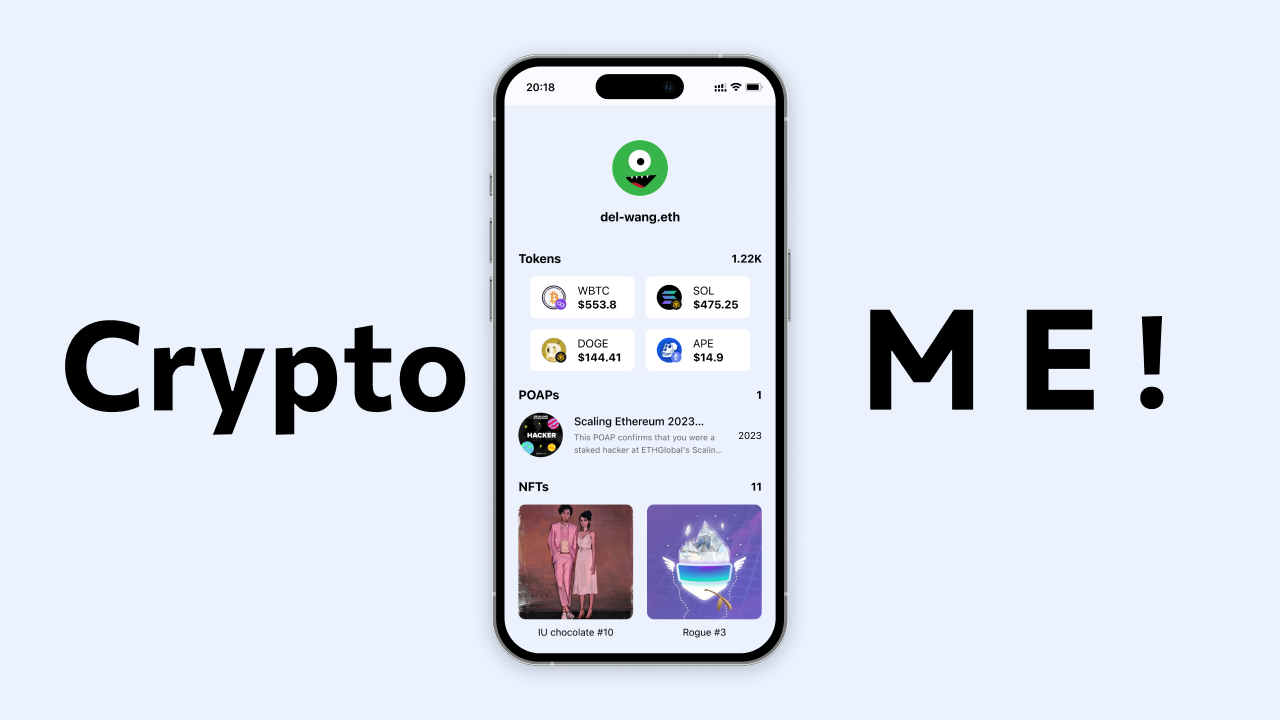 20:18
del-wang.eth
Tokens 1.22K
WBTC
$553.8
SOL
$475.25
DOGE
$144.41
APE
$14.9
Crypto ME!
POAPs 1
HACKER
Scaling Ethereum 2023...
This POAP confirms that you were a
staked hacker at ETHGlobal's Scalin...
2023
NFTs 11
IU chocolate #10
Rogue #3